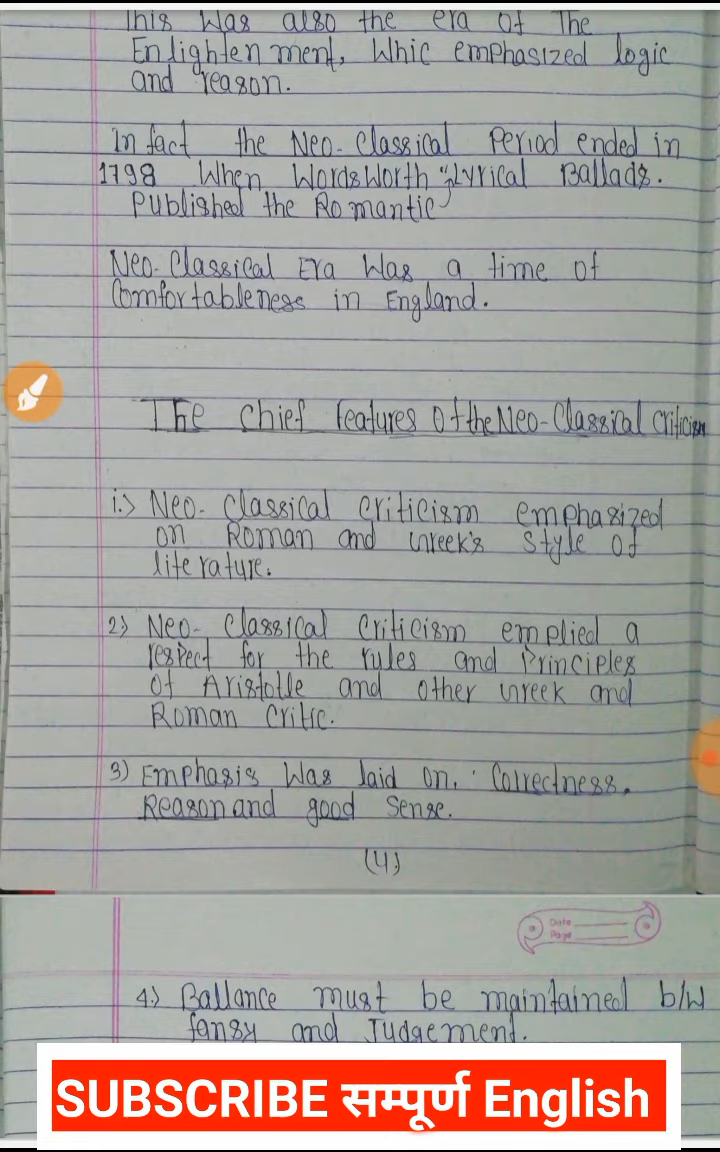 This Was also the era of The
Enlighten ment, Whic emphasized logic
and reason.
In fact the Neo-Classical Period ended in
1798 When WordsWorth "Lyrical Ballads.
Published the Romantic
Neo-Classical Era Was a time of
Comfortableness in England.
The Chief features Of the Neo-Classical Criticism
i.> Neo-Classical Criticism emphasized
on Roman and Greek's Style of
literature.
2> Neo-Classical Criticism emplied a
respect for the rules and Principles
Of Aristotle and other Greek and
Roman Critic.
3) Emphasis Was laid on. Correctness.
Reason and good Sense.
(4)
Date
Page
4.> Ballance must be maintained b/w
fansy and Judgement.
SUBSCRIBE सम्पूर्ण English